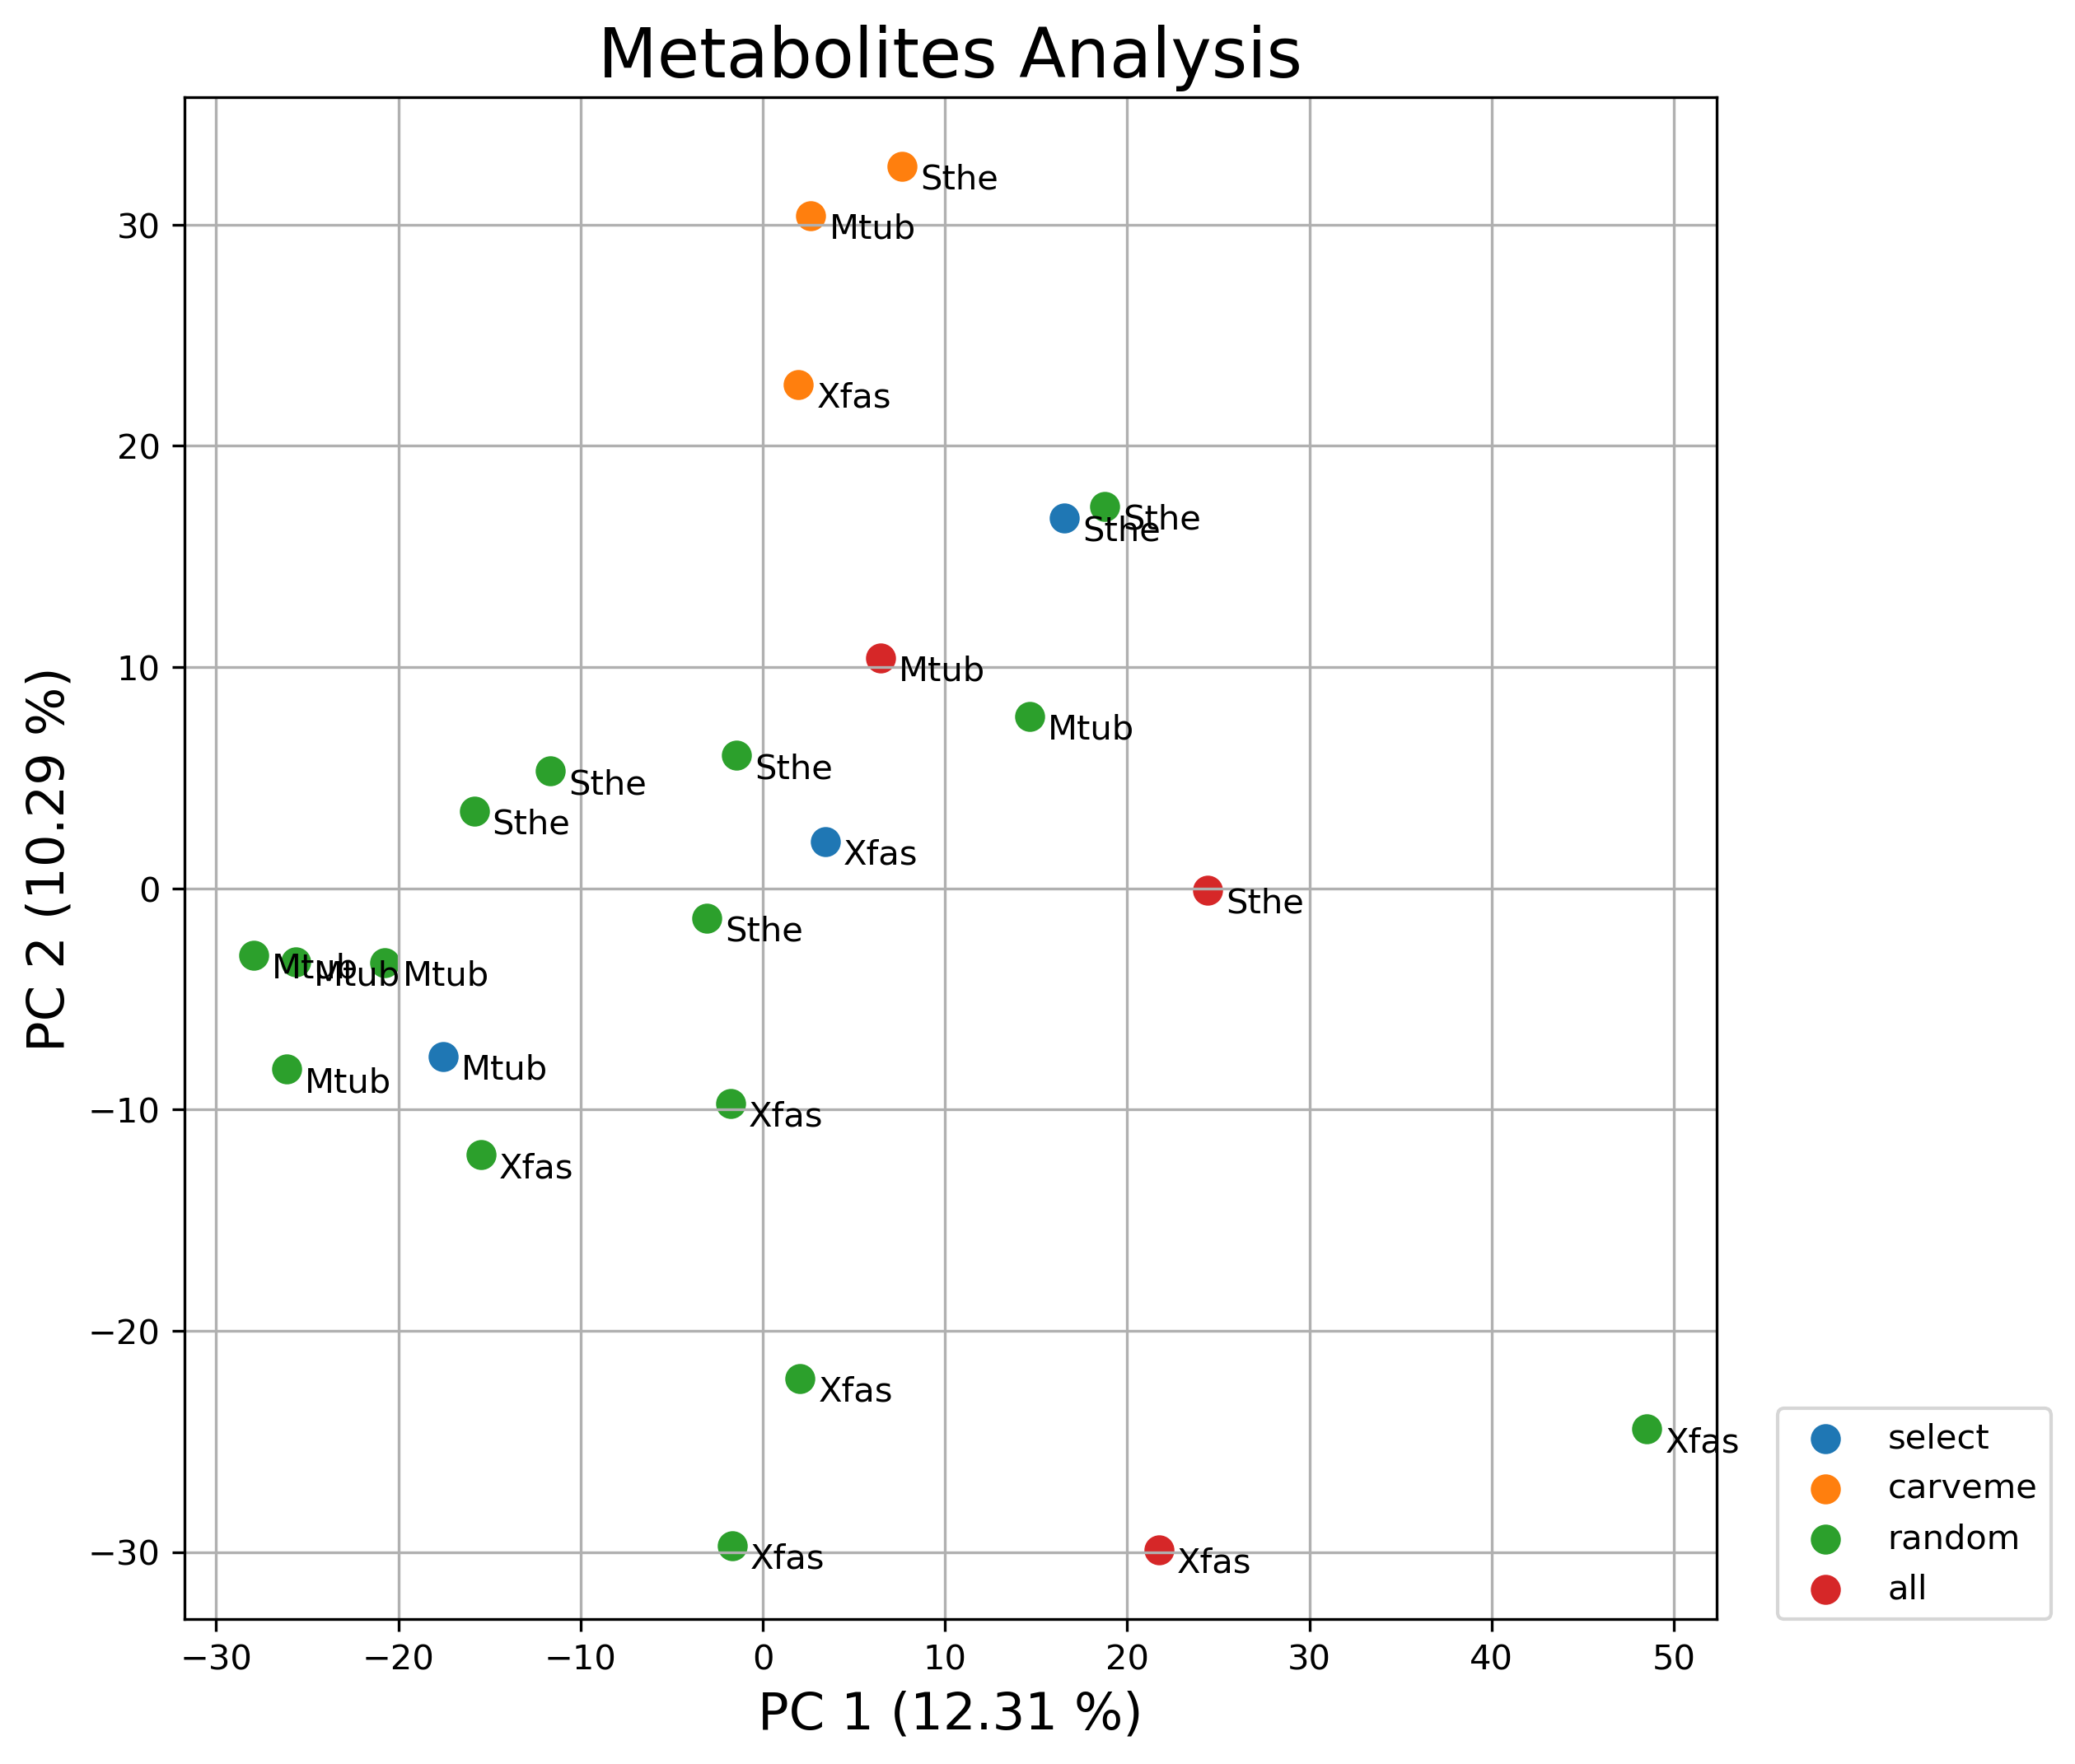 Metabolites Analysis
Sthe
Mtub
30
Xfas
20
Sthe
Sthe
Mtub
10
Mtub
Sthe
Sthe
Sthe
Xfas
0
Sthe
Sthe
Mtub
Mtub
Mtub
Mtub
Mtub
−10
Xfas
Xfas
−20
Xfas
Xfas
−30
Xfas
Xfas
PC 2 (10.29 %)
−30 −20 −10 0 10 20 30 40 50
PC 1 (12.31 %)
select
carveme
random
all